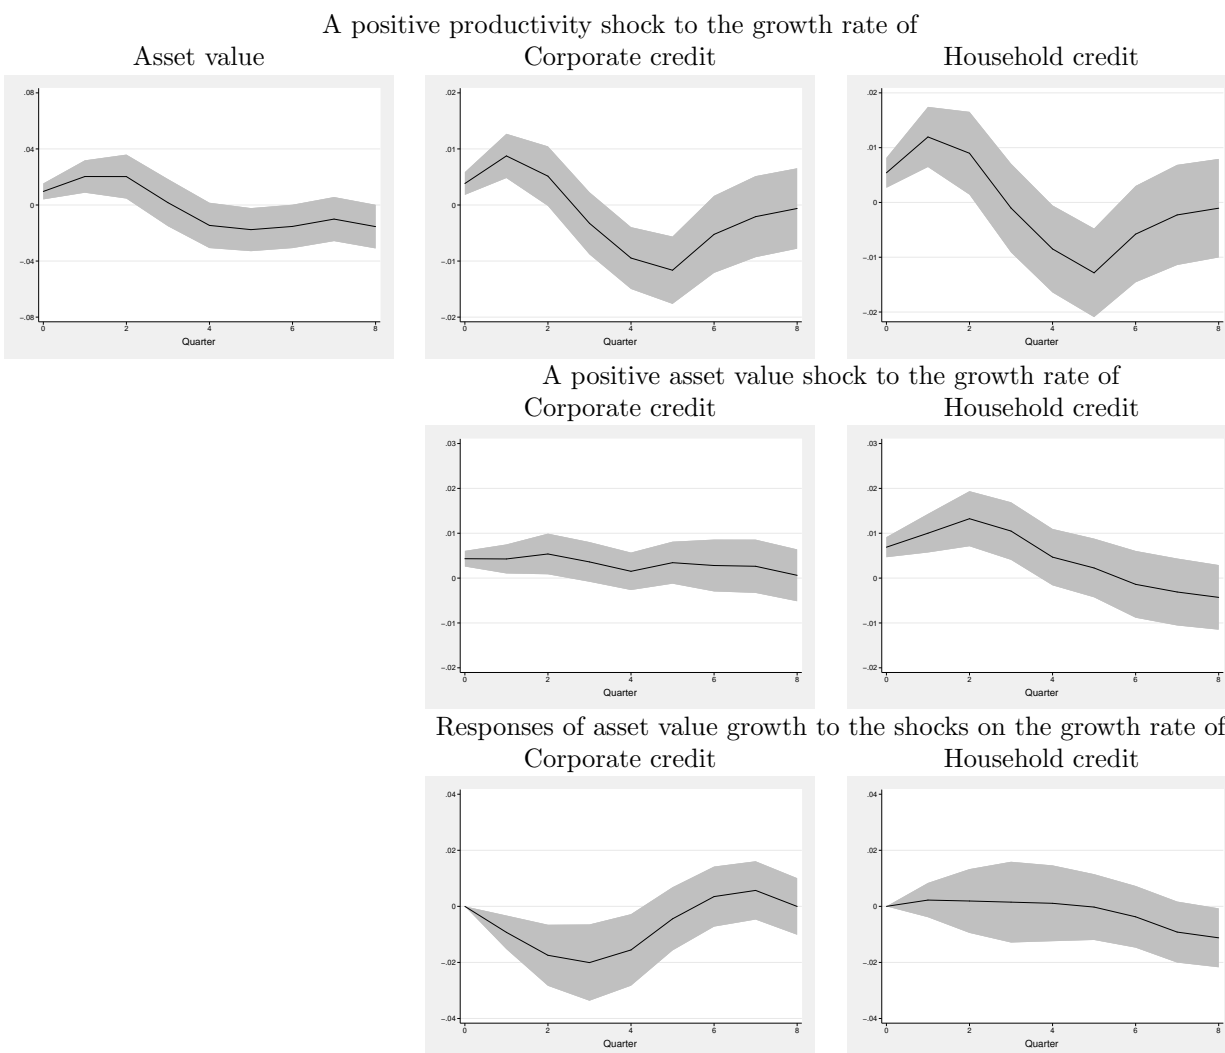 A positive productivity shock to the growth rate of
Asset value
Corporate credit
Household credit
.08
.04
0
-.04
-.08
0 2 4 6 8
Quarter
.02
.01
0
-.01
-.02
0 2 4 6 8
Quarter
.02
.01
0
-.01
-.02
0 2 4 6 8
Quarter
A positive asset value shock to the growth rate of
Corporate credit
Household credit
.03
.02
.01
0
-.01
-.02
0 2 4 6 8
Quarter
.03
.02
.01
0
-.01
-.02
0 2 4 6 8
Quarter
Responses of asset value growth to the shocks on the growth rate of
Corporate credit
Household credit
.04
.02
0
-.02
-.04
0 2 4 6 8
Quarter
.04
.02
0
-.02
-.04
0 2 4 6 8
Quarter